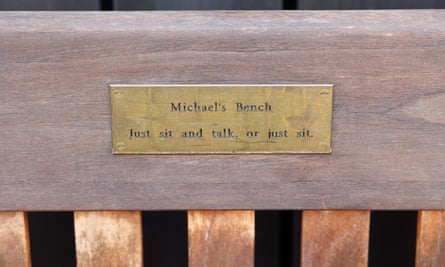 Michael's Bench
Just sit and talk, or just sit.